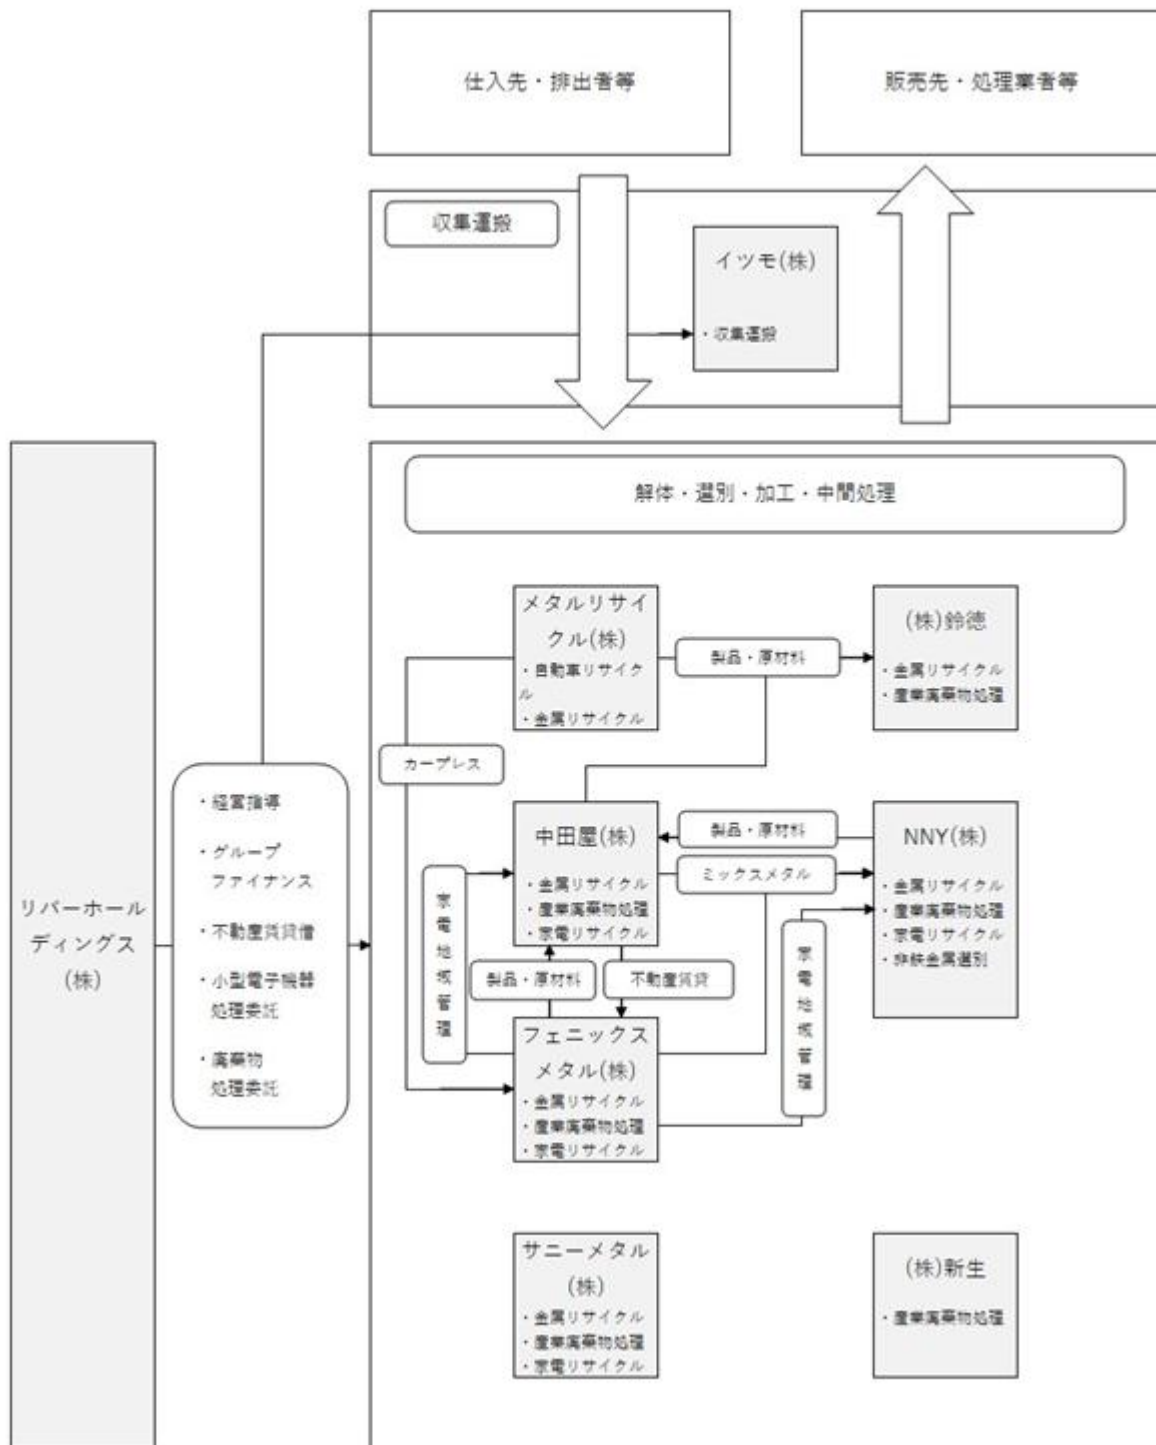 仕入先・排出者等
販売先・処理業者等
収集運搬
イツモ(株)
・収集運搬
解体・選別・加工・中間処理
メタルリサイ
クル(株)
・自動車リサイク
ル
・金属リサイクル
製品・原材料
(株)鈴徳
・金属リサイクル
・産業廃棄物処理
カープレス
・経営指導
・グループ
ファイナンス
・不動産賃貸借
・小型電子機器
処理委託
・廃棄物
処理委託
リバーホール
ディングス
(株)
中田屋(株)
・金属リサイクル
・産業廃棄物処理
・家電リサイクル
製品・原材料
ミックスメタル
NNY(株)
・金属リサイクル
・産業廃棄物処理
・家電リサイクル
・非鉄金属選別
家電地域管理
製品・原材料
不動産賃貸
家電地域管理
フェニックス
メタル(株)
・金属リサイクル
・産業廃棄物処理
・家電リサイクル
サニーメタル
(株)
・金属リサイクル
・産業廃棄物処理
・家電リサイクル
(株)新生
・産業廃棄物処理